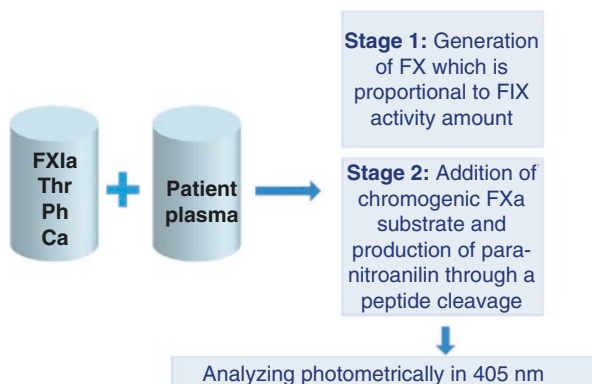 FXIa
Thr
Ph
Ca
Patient
plasma
Stage 1: Generation
of FX which is
proportional to FIX
activity amount
Stage 2: Addition of
chromogenic FXa
substrate and
production of para-
nitroanilin through a
peptide cleavage
Analyzing photometrically in 405 nm